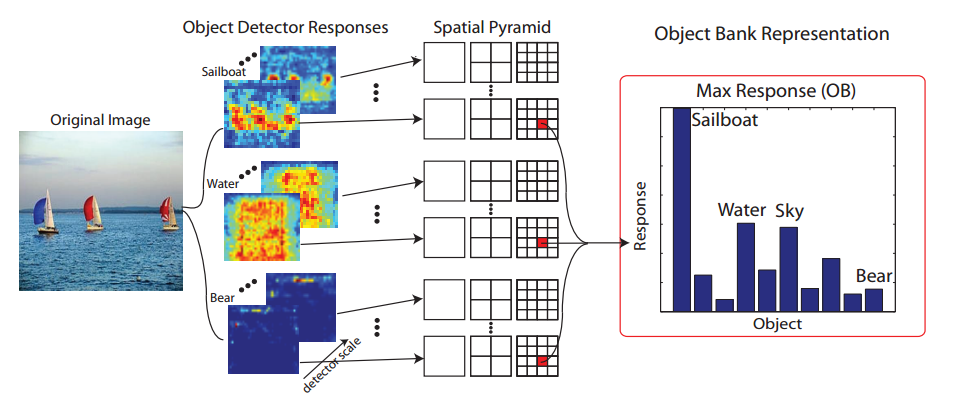 Object Detector Responses
Spatial Pyramid
Object Bank Representation
Original Image
Sailboat
Water
Bear
detector scale
Max Response (OB)
Sailboat
Water
Sky
Bear
Response
Object